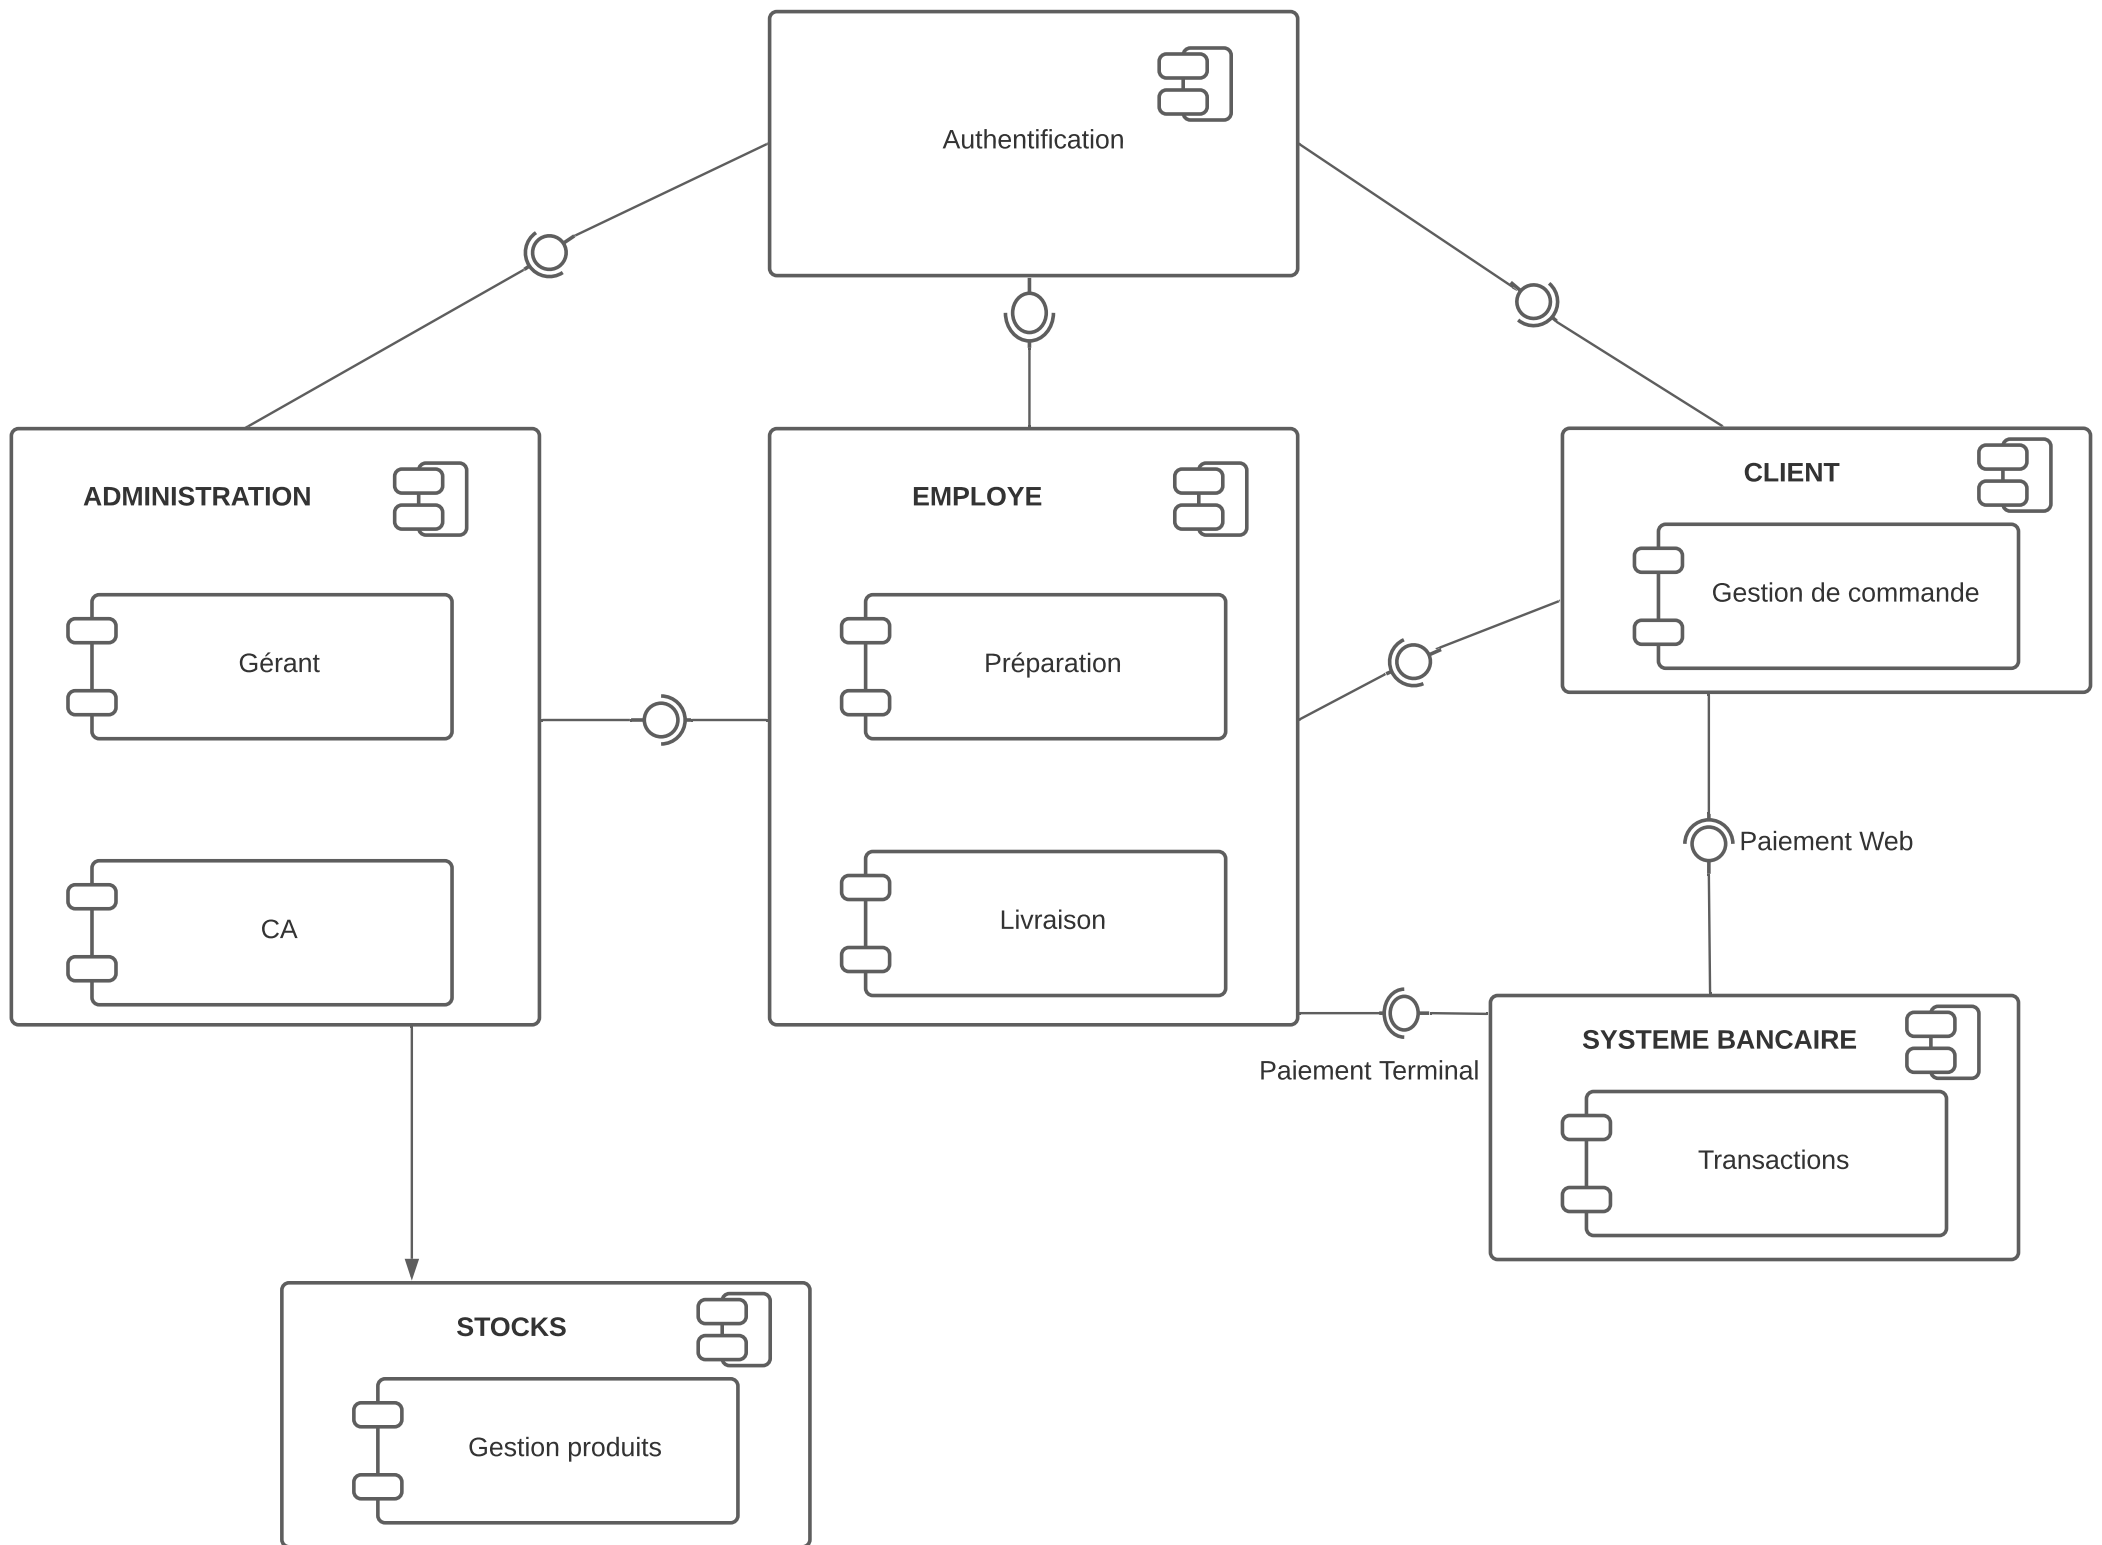 Authentification
ADMINISTRATION
EMPLOYE
CLIENT
Gestion de commande
Gérant
Préparation
Paiement Web
CA
Livraison
SYSTEME BANCAIRE
Paiement Terminal
Transactions
STOCKS
Gestion produits